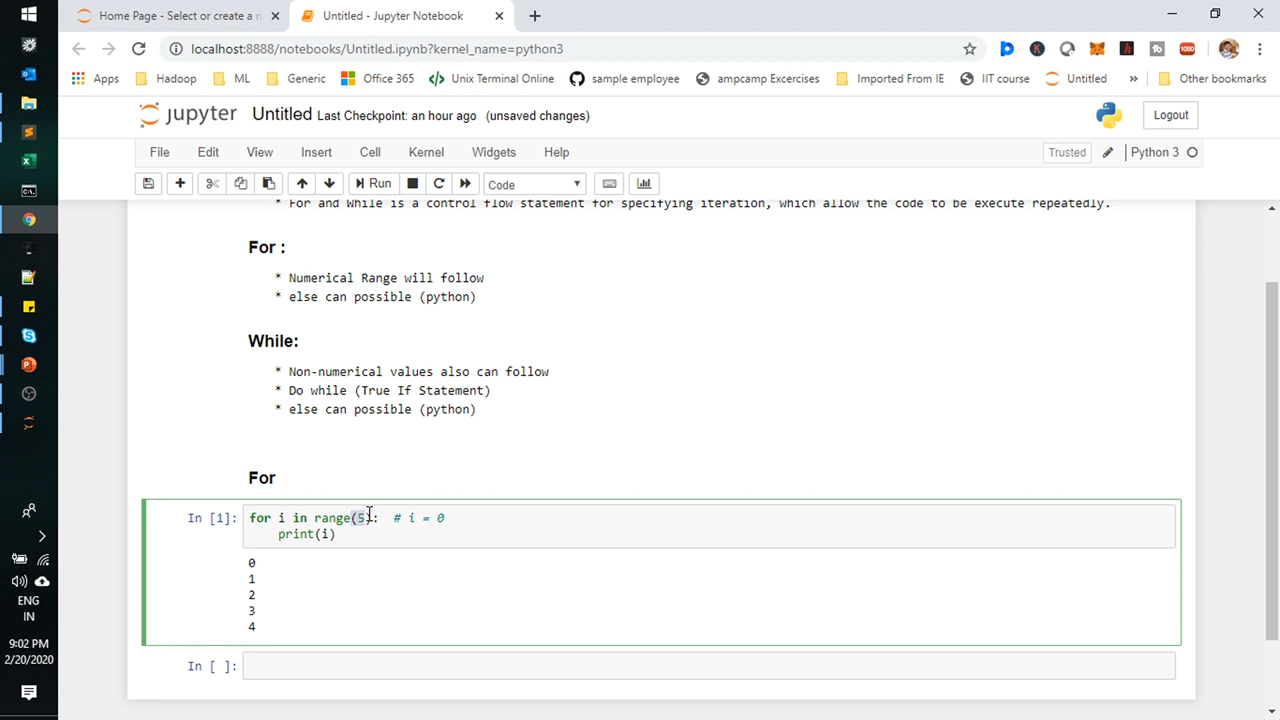 Home Page - Select or create a n
Untitled - Jupyter Notebook
localhost:8888/notebooks/Untitled.ipynb?kernel_name=python3
Apps Hadoop ML Generic Office 365 Unix Terminal Online sample employee ampcamp Excercises Imported From IE IIT course Untitled » Other bookmarks
jupyter Untitled Last Checkpoint: an hour ago (unsaved changes)
Logout
File Edit View Insert Cell Kernel Widgets Help Trusted Python 3
Run Code
* For and While is a control flow statement for specifying iteration, which allow the code to be execute repeatedly.
For :
* Numerical Range will follow
* else can possible (python)
While:
* Non-numerical values also can follow
* Do while (True If Statement)
* else can possible (python)
For
In [1]: for i in range(5): # i = 0
print(i)
0
1
2
3
4
In [ ]:
ENG
IN
9:02 PM
2/20/2020